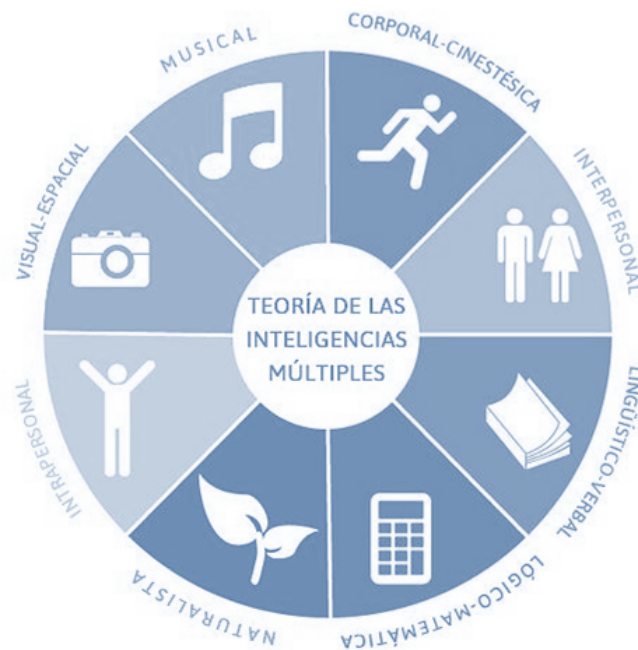 TEORÍA DE LAS
INTELIGENCIAS
MÚLTIPLES
MUSICAL
CORPORAL-CINESTÉSICA
INTERPERSONAL
LINGÜÍSTICO-VERBAL
LÓGICO-MATEMÁTICA
NATURALISTA
INTRAPERSONAL
VISUAL-ESPACIAL